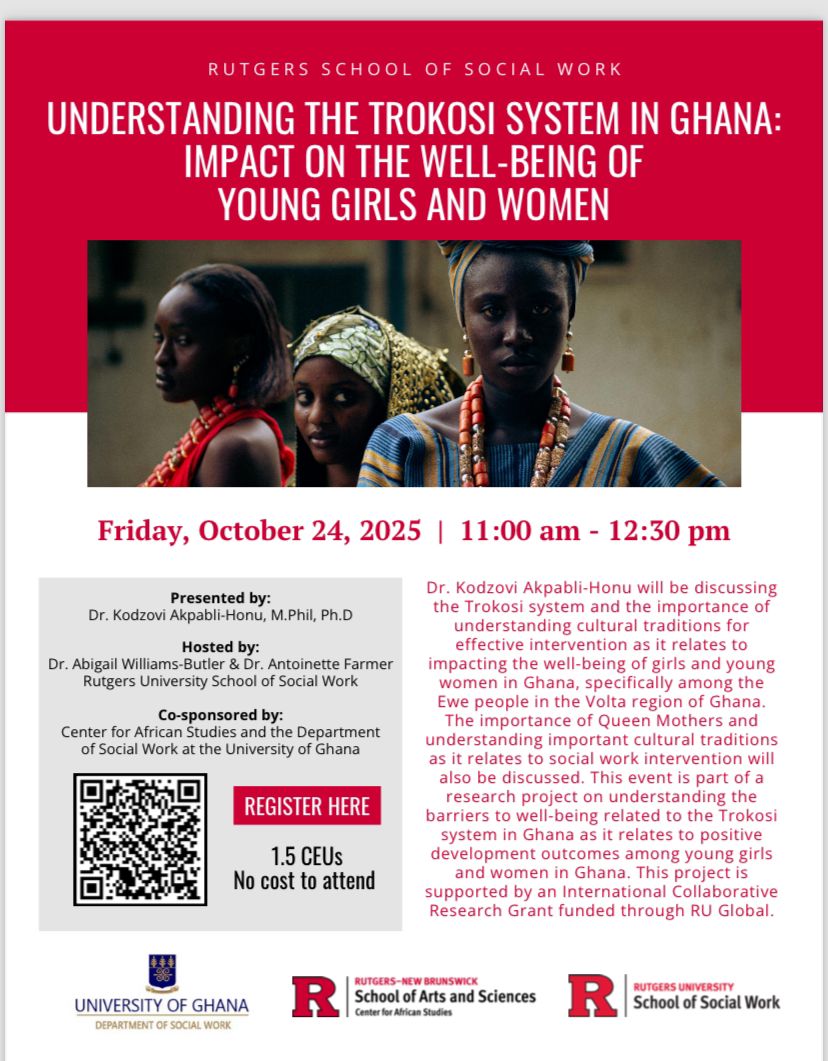 RUTGERS SCHOOL OF SOCIAL WORK
UNDERSTANDING THE TROKOSI SYSTEM IN GHANA:
IMPACT ON THE WELL-BEING OF
YOUNG GIRLS AND WOMEN
Friday, October 24, 2025 | 11:00 am - 12:30 pm
Presented by:
Dr. Kodzovi Akpabli-Honu, M.Phil, Ph.D
Hosted by:
Dr. Abigail Williams-Butler & Dr. Antoinette Farmer
Rutgers University School of Social Work
Co-sponsored by:
Center for African Studies and the Department
of Social Work at the University of Ghana
REGISTER HERE
1.5 CEUs
No cost to attend
Dr. Kodzovi Akpabli-Honu will be discussing
the Trokosi system and the importance of
understanding cultural traditions for
effective intervention as it relates to
impacting the well-being of girls and young
women in Ghana, specifically among the
Ewe people in the Volta region of Ghana.
The importance of Queen Mothers and
understanding important cultural traditions
as it relates to social work intervention will
also be discussed. This event is part of a
research project on understanding the
barriers to well-being related to the Trokosi
system in Ghana as it relates to positive
development outcomes among young girls
and women in Ghana. This project is
supported by an International Collaborative
Research Grant funded through RU Global.
UNIVERSITY OF GHANA
DEPARTMENT OF SOCIAL WORK
R
RUTGERS–NEW BRUNSWICK
School of Arts and Sciences
Center for African Studies
R
RUTGERS UNIVERSITY
School of Social Work